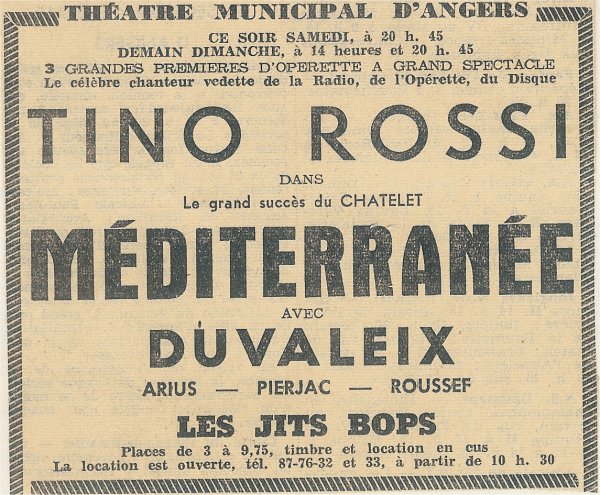 THÉATRE MUNICIPAL D'ANGERS
CE SOIR SAMEDI, à 20 h. 45
DEMAIN DIMANCHE, à 14 heures et 20 h. 45
3 GRANDES PREMIERES D'OPERETTE A GRAND SPECTACLE
Le célèbre chanteur vedette de la Radio, de l'Opérette, du Disque
TINO ROSSI
DANS
Le grand succès du CHATELET
MÉDITERRANÉE
AVEC
DUVALEIX
ARIUS — PIERJAC — ROUSSEF
LES JITS BOPS
Places de 3 à 9,75, timbre et location en cus
La location est ouverte, tél. 87-76-32 et 33, à partir de 10 h. 30